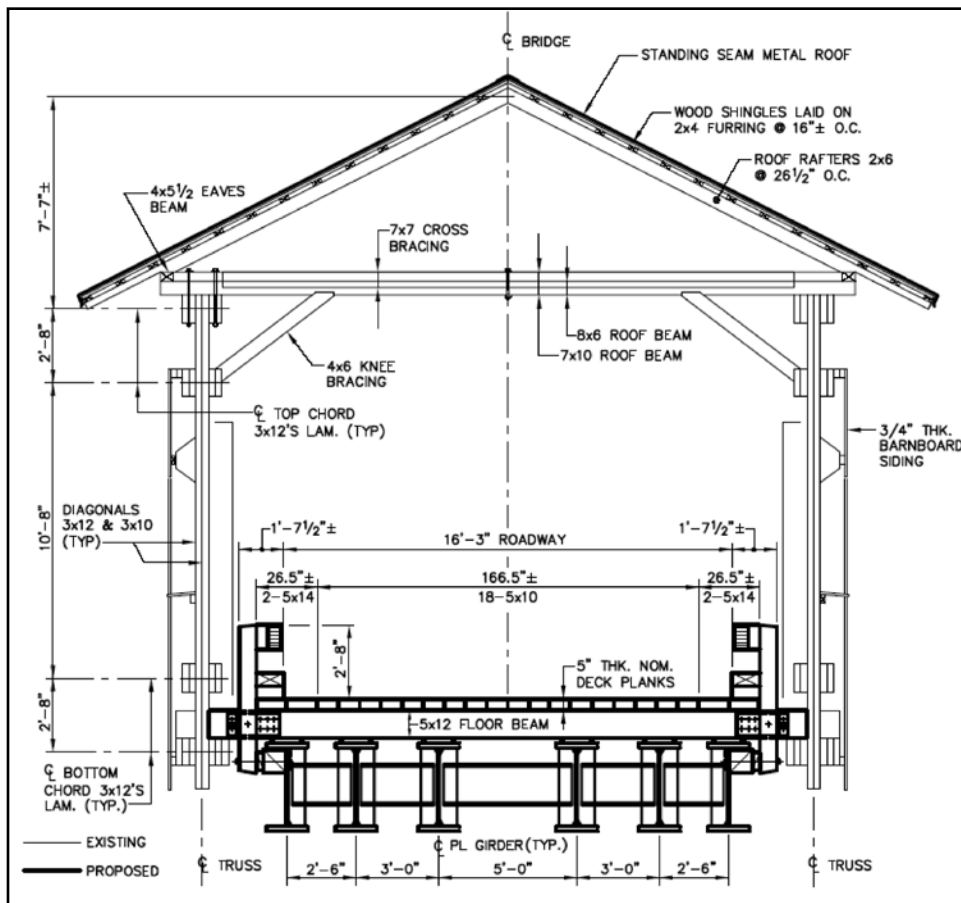 ℄ BRIDGE
STANDING SEAM METAL ROOF
WOOD SHINGLES LAID ON
2x4 FURRING @ 16"± O.C.
ROOF RAFTERS 2x6
@ 26½" O.C.
4x5½ EAVES
BEAM
7'-7"±
7x7 CROSS
BRACING
2'-8"
8x6 ROOF BEAM
7x10 ROOF BEAM
4x6 KNEE
BRACING
℄ TOP CHORD
3x12'S LAM. (TYP)
3/4" THK.
BARNBOARD
SIDING
10'-8"
DIAGONALS
3x12 & 3x10
(TYP)
1'-7½"±
16'-3" ROADWAY
1'-7½"±
26.5"±
166.5"±
26.5"±
2-5x14
18-5x10
2-5x14
2'-8"
5" THK. NOM.
DECK PLANKS
2'-8"
5x12 FLOOR BEAM
℄ BOTTOM
CHORD 3x12'S
LAM. (TYP.)
EXISTING
PROPOSED
℄ TRUSS
℄ PL GIRDER(TYP.)
℄ TRUSS
2'-6"
3'-0"
5'-0"
3'-0"
2'-6"